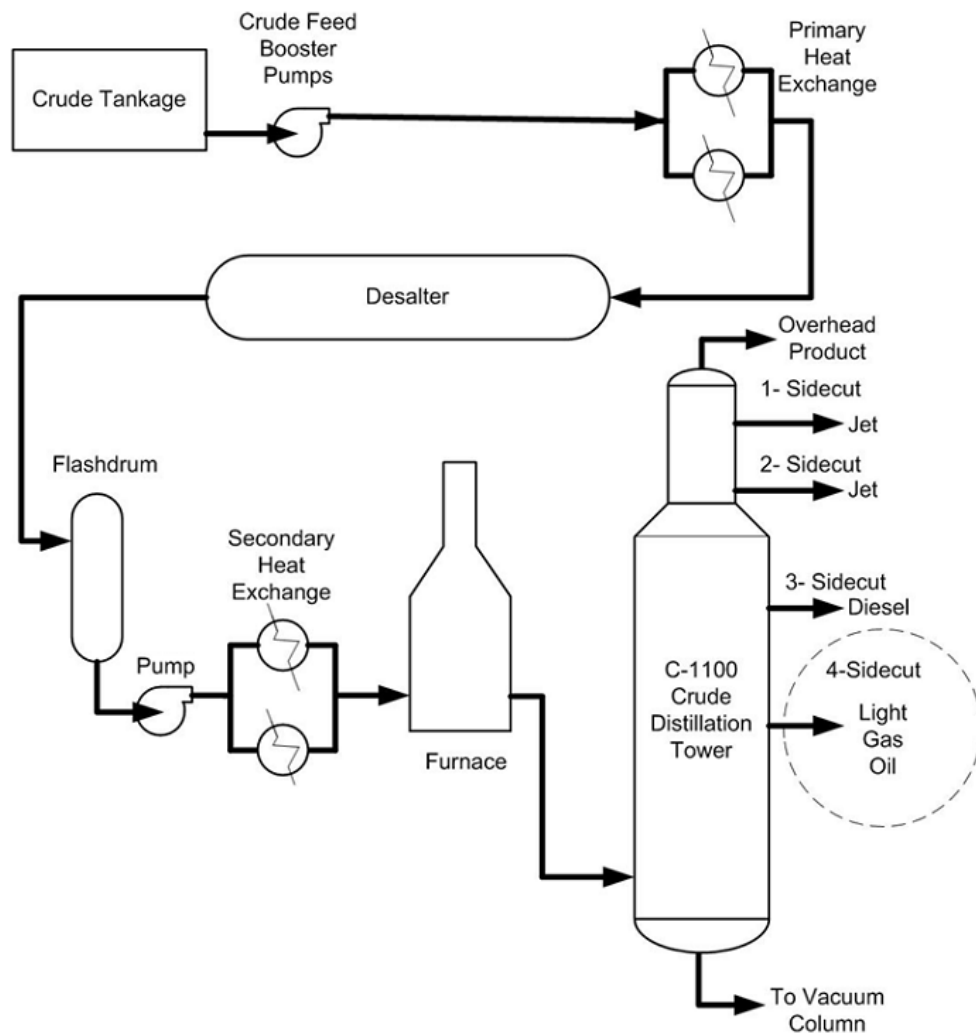 Crude Tankage
Crude Feed
Booster
Pumps
Primary
Heat
Exchange
Desalter
Overhead
Product
1- Sidecut
Jet
2- Sidecut
Jet
Flashdrum
Secondary
Heat
Exchange
3- Sidecut
Diesel
Pump
C-1100
Crude
Distillation
Tower
4-Sidecut
Light
Gas
Oil
Furnace
To Vacuum
Column